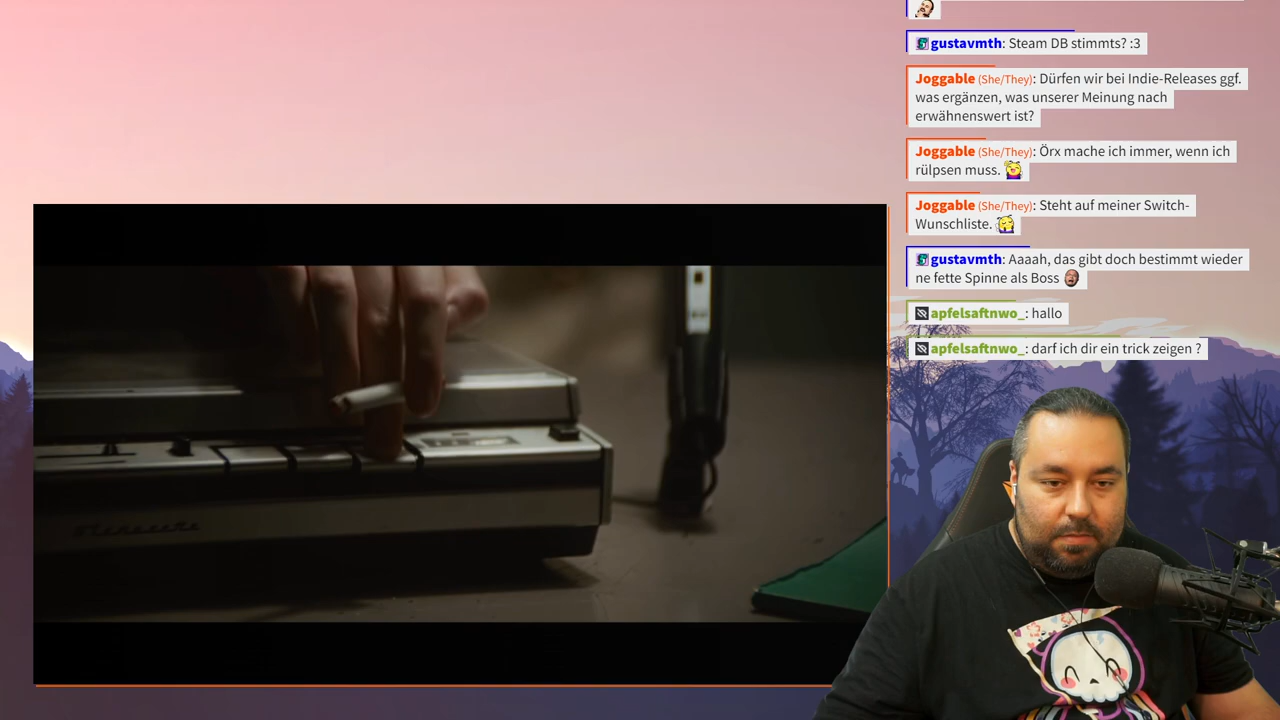 gustavmth: Steam DB stimmts? :3
Joggable (She/They): Dürfen wir bei Indie-Releases ggf.
was ergänzen, was unserer Meinung nach
erwähnenswert ist?
Joggable (She/They): Örx mache ich immer, wenn ich
rülpsen muss.
Joggable (She/They): Steht auf meiner Switch-
Wunschliste.
gustavmth: Aaaah, das gibt doch bestimmt wieder
ne fette Spinne als Boss
apfelsaftnwo_: hallo
apfelsaftnwo_: darf ich dir ein trick zeigen ?